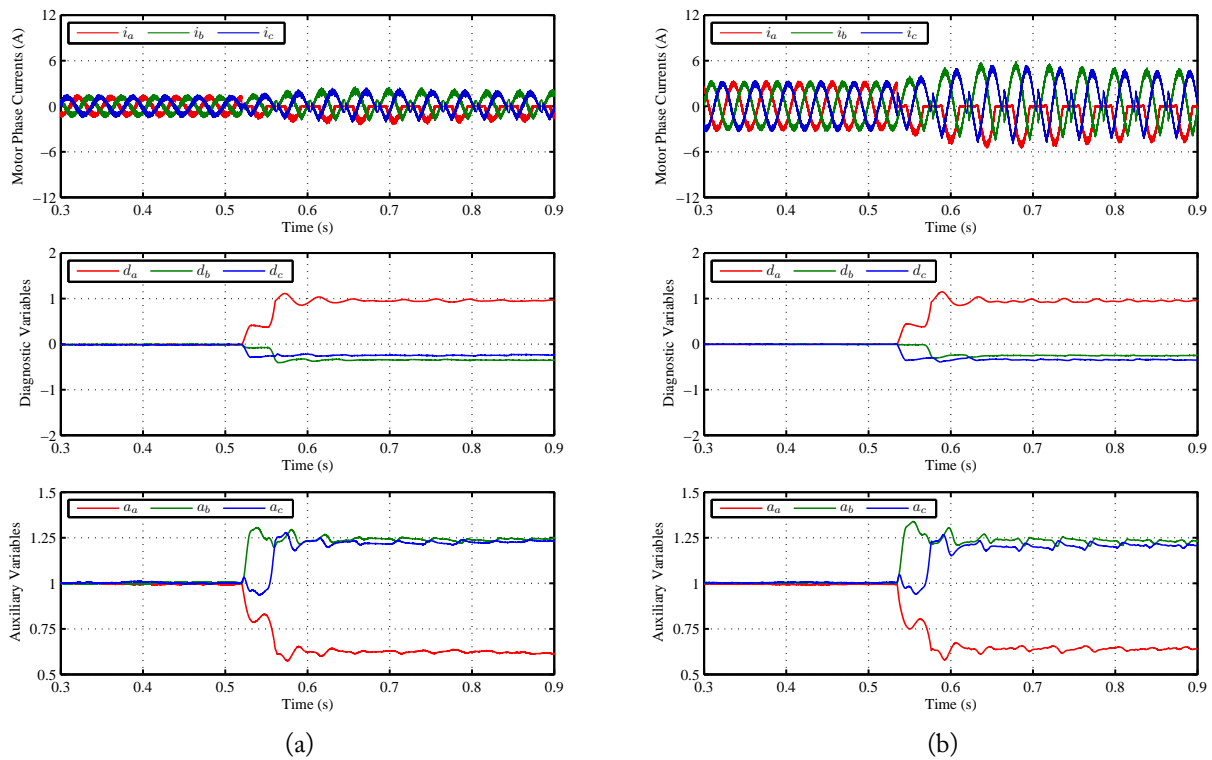 12
6
0
−6
−12
Motor Phase Currents (A)
i_a i_b i_c
0.3 0.4 0.5 0.6 0.7 0.8 0.9
Time (s)
2
1
0
−1
−2
Diagnostic Variables
d_a d_b d_c
0.3 0.4 0.5 0.6 0.7 0.8 0.9
Time (s)
1.5
1.25
1
0.75
0.5
Auxiliary Variables
a_a a_b a_c
0.3 0.4 0.5 0.6 0.7 0.8 0.9
Time (s)
(a)
12
6
0
−6
−12
Motor Phase Currents (A)
i_a i_b i_c
0.3 0.4 0.5 0.6 0.7 0.8 0.9
Time (s)
2
1
0
−1
−2
Diagnostic Variables
d_a d_b d_c
0.3 0.4 0.5 0.6 0.7 0.8 0.9
Time (s)
1.5
1.25
1
0.75
0.5
Auxiliary Variables
a_a a_b a_c
0.3 0.4 0.5 0.6 0.7 0.8 0.9
Time (s)
(b)